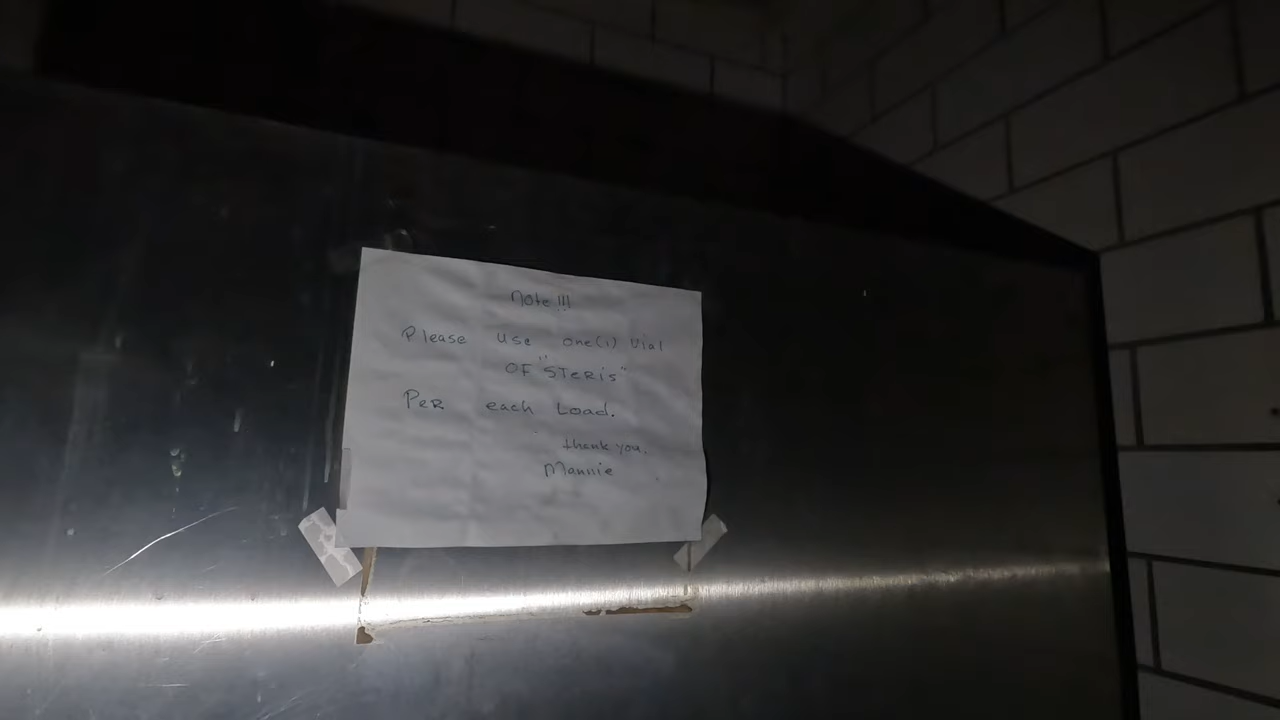 Note!!!
Please use one(1) Vial
OF "STeRis"
PeR each Load.
thank you.
Mannie